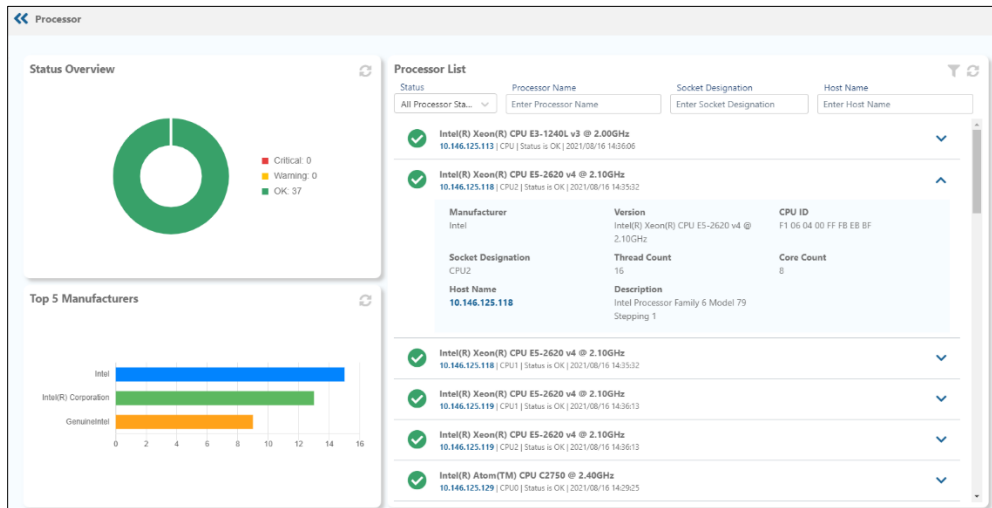 Processor
Status Overview
Critical: 0
Warning: 0
OK: 37
Top 5 Manufacturers
Intel
Intel(R) Corporation
GenuineIntel
0 2 4 6 8 10 12 14 16
Processor List
Status Processor Name Socket Designation Host Name
All Processor Sta... Enter Processor Name Enter Socket Designation Enter Host Name
Intel(R) Xeon(R) CPU E3-1240L v3 @ 2.00GHz
10.146.125.113 | CPU | Status is OK | 2021/08/16 14:36:06
Intel(R) Xeon(R) CPU E5-2620 v4 @ 2.10GHz
10.146.125.118 | CPU2 | Status is OK | 2021/08/16 14:35:32
Manufacturer Version CPU ID
Intel Intel(R) Xeon(R) CPU E5-2620 v4 @ F1 06 04 00 FF FB EB BF
2.10GHz
Socket Designation Thread Count Core Count
CPU2 16 8
Host Name Description
10.146.125.118 Intel Processor Family 6 Model 79
Stepping 1
Intel(R) Xeon(R) CPU E5-2620 v4 @ 2.10GHz
10.146.125.118 | CPU1 | Status is OK | 2021/08/16 14:35:32
Intel(R) Xeon(R) CPU E5-2620 v4 @ 2.10GHz
10.146.125.119 | CPU1 | Status is OK | 2021/08/16 14:36:13
Intel(R) Xeon(R) CPU E5-2620 v4 @ 2.10GHz
10.146.125.119 | CPU2 | Status is OK | 2021/08/16 14:36:13
Intel(R) Atom(TM) CPU C2750 @ 2.40GHz
10.146.125.129 | CPU0 | Status is OK | 2021/08/16 14:29:25